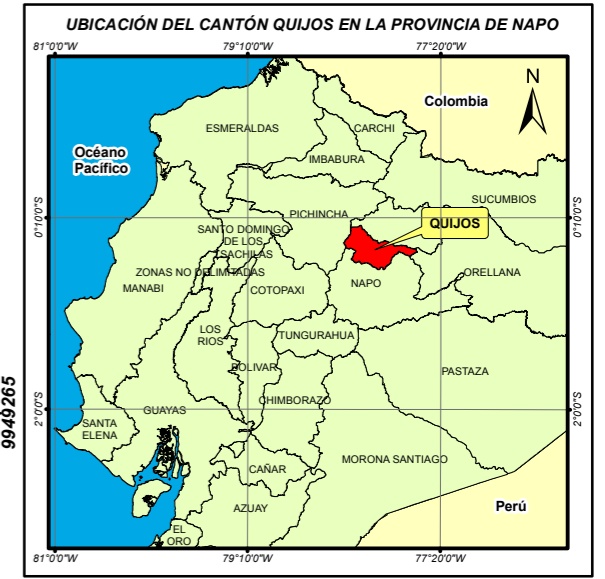 UBICACIÓN DEL CANTÓN QUIJOS EN LA PROVINCIA DE NAPO
81°0'0"W
79°10'0"W
77°20'0"W
N
Colombia
ESMERALDAS
CARCHI
Océano
Pacífico
IMBABURA
SUCUMBIOS
0°10'0"S
0°10'0"S
PICHINCHA
QUIJOS
SANTO DOMINGO
DE LOS
TSACHILAS
ZONAS NO DELIMITADAS
ORELLANA
NAPO
MANABI
COTOPAXI
LOS
RIOS
TUNGURAHUA
BOLIVAR
PASTAZA
CHIMBORAZO
9949265
2°0'0"S
2°0'0"S
GUAYAS
SANTA
ELENA
MORONA SANTIAGO
CAÑAR
AZUAY
Perú
EL
ORO
81°0'0"W
79°10'0"W
77°20'0"W